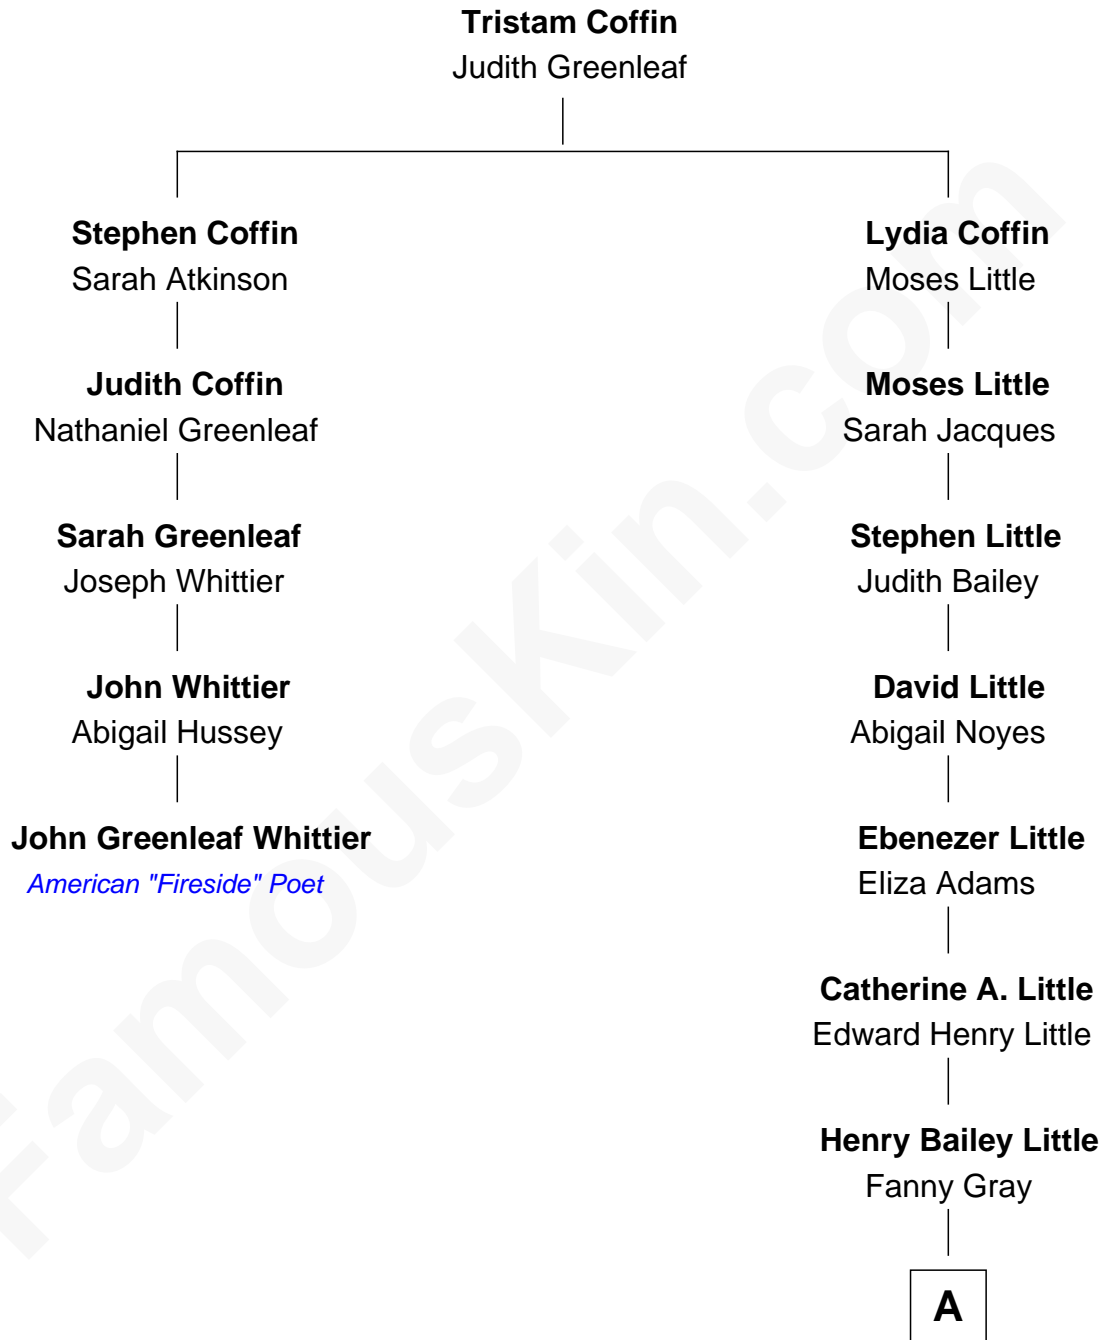 Tristam Coffin
Judith Greenleaf
Stephen Coffin
Sarah Atkinson
Judith Coffin
Nathaniel Greenleaf
Sarah Greenleaf
Joseph Whittier
John Whittier
Abigail Hussey
John Greenleaf Whittier
American "Fireside" Poet
Lydia Coffin
Moses Little
Moses Little
Sarah Jacques
Stephen Little
Judith Bailey
David Little
Abigail Noyes
Ebenezer Little
Eliza Adams
Catherine A. Little
Edward Henry Little
Henry Bailey Little
Fanny Gray
A
FamousKin.com